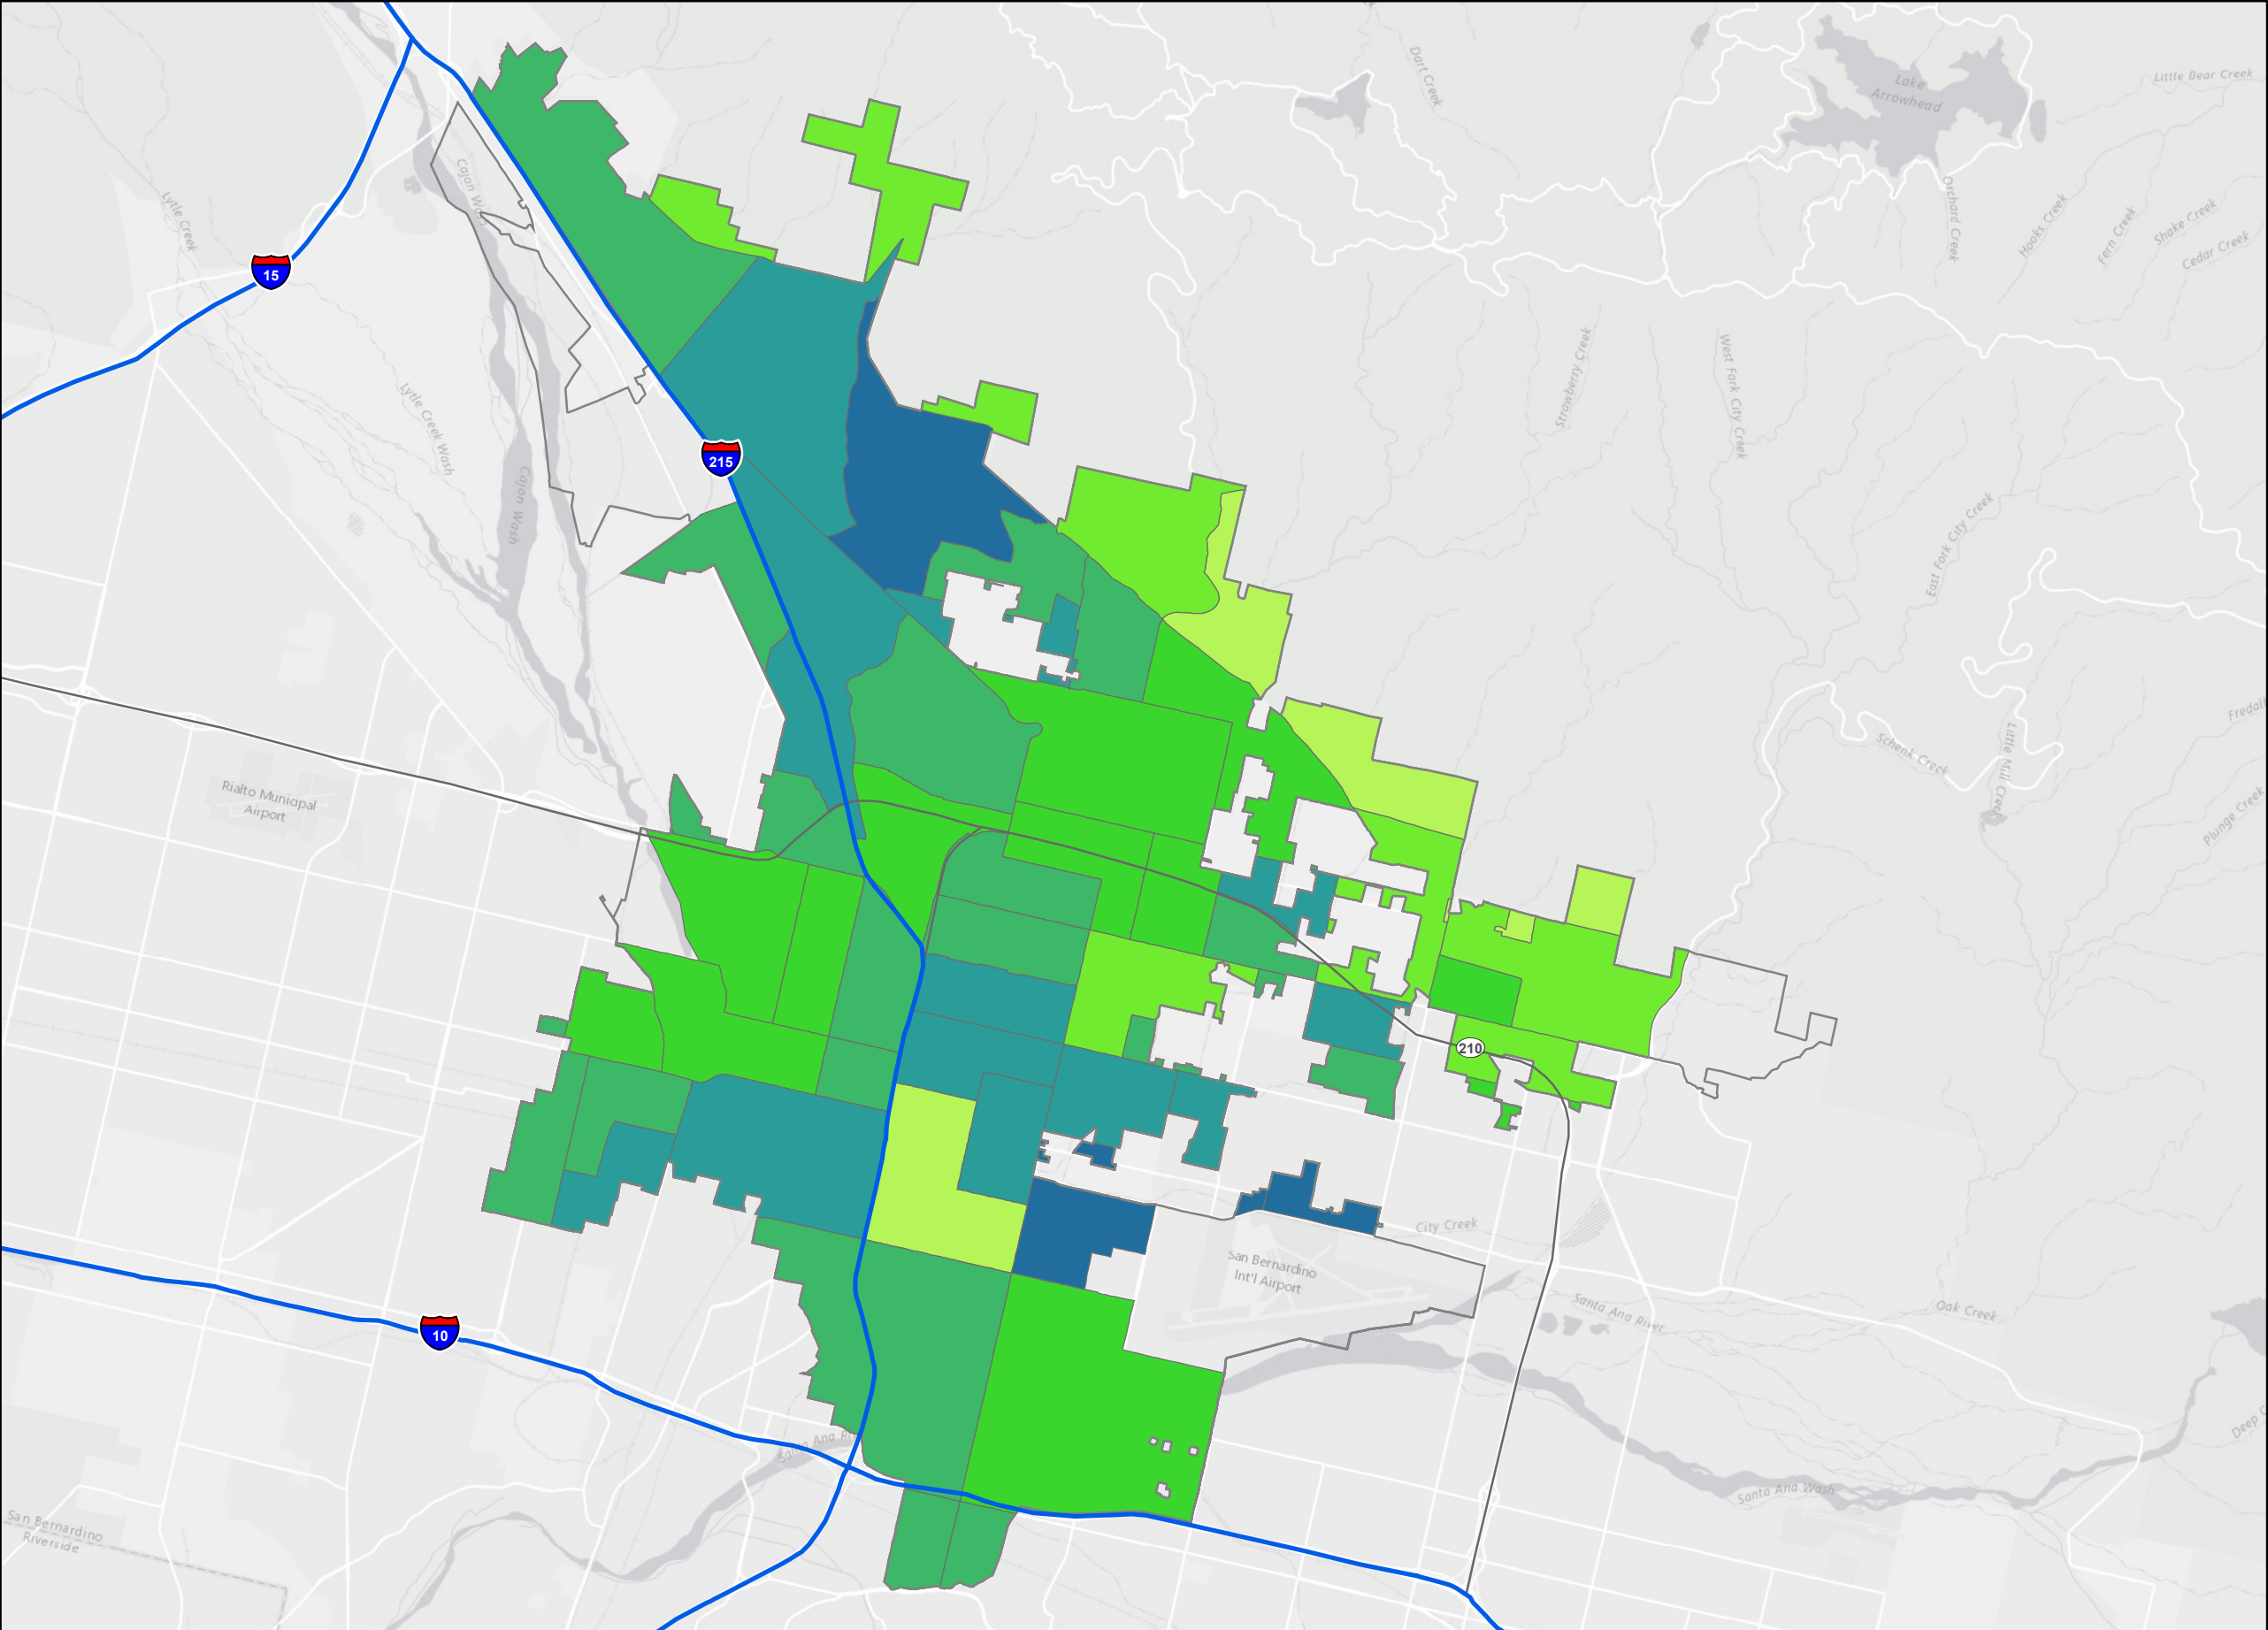 Dart Creek
Lake
Arrowhead
Little Bear Creek
Lytle Creek
Orchard Creek
Hooks Creek
Fern Creek
Shake Creek
Cedar Creek
15
Strawberry Creek
West Fork City Creek
Lytle Creek Wash
215
Cajon Wash
East Fork City Creek
Schenk Creek
Little Mill Creek
Plunge Creek
Rialto Municipal
Airport
210
City Creek
San Bernardino
Int'l Airport
Santa Ana River
Oak Creek
10
Santa Ana Wash
San Bernardino
Riverside